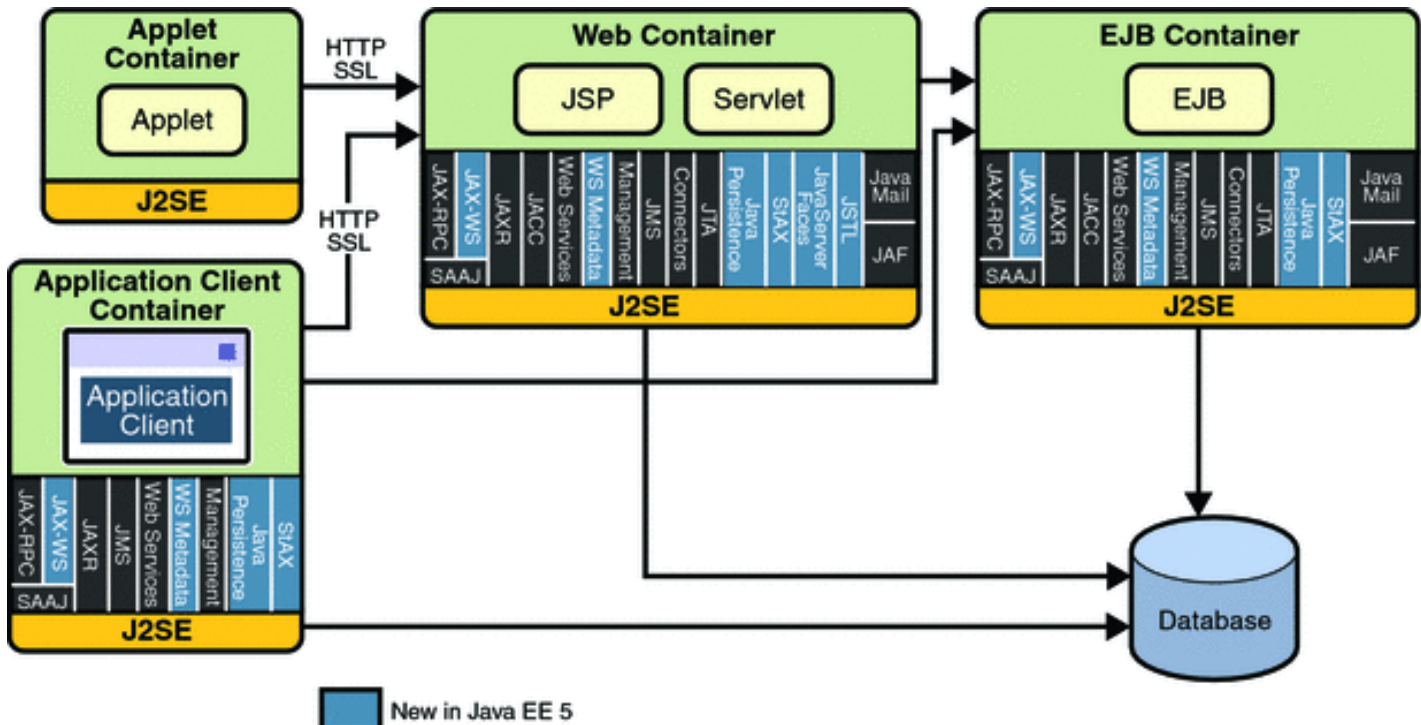 Applet
Container
Applet
J2SE
HTTP
SSL
HTTP
SSL
Web Container
JSP
Servlet
JAX-RPC
JAX-WS
SAAJ
JAXR
JACC
Web Services
WS Metadata
Management
JMS
Connectors
JTA
Java
Persistence
StAX
JavaServer
Faces
JSTL
Java
Mail
JAF
J2SE
EJB Container
EJB
JAX-RPC
JAX-WS
SAAJ
JAXR
JACC
Web Services
WS Metadata
Management
JMS
Connectors
JTA
Java
Persistence
StAX
Java
Mail
JAF
J2SE
Application Client
Container
Application
Client
JAX-RPC
JAX-WS
SAAJ
JAXR
JMS
Web Services
WS Metadata
Management
Java
Persistence
StAX
J2SE
Database
New in Java EE 5